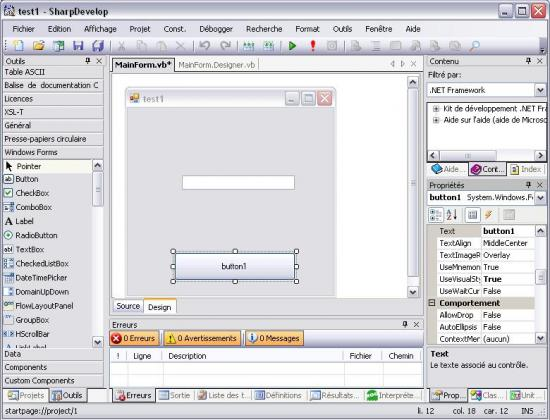 test1 - SharpDevelop
Fichier Edition Affichage Projet Const. Débogger Recherche Format Outils Fenêtre Aide
Outils
Table ASCII
Balise de documentation C
Licences
XSL-T
Général
Presse-papiers circulaire
Windows Forms
Pointer
Button
CheckBox
ComboBox
Label
RadioButton
TextBox
CheckedListBox
DateTimePicker
DomainUpDown
FlowLayoutPanel
GroupBox
HScrollBar
LinkLabel
Data
Components
Custom Components
Projets Outils
MainForm.vb* MainForm.Designer.vb
test1
button1
Source Design
Erreurs
0 Erreurs 0 Avertissements 0 Messages
! Ligne Description Fichier Chemin
Erreurs Sortie Liste des t Définitions Résultats... Interpréte...
Contenu
Filtré par:
.NET Framework
Kit de développement .NET Fra
Aide sur l'aide (aide de Microso
Aide... Cont... Index
Propriétés
button1 System.Windows.F
Text button1
TextAlign MiddleCenter
TextImageR Overlay
UseMnemon True
UseVisualSty True
UseWaitCur False
Comportement
AllowDrop False
AutoEllipsis False
ContextMer (aucun)
Text
Le texte associé au contrôle.
Prop... Clas... Unit...
startpage://project/1 li. 12 col. 18 car. 12 INS